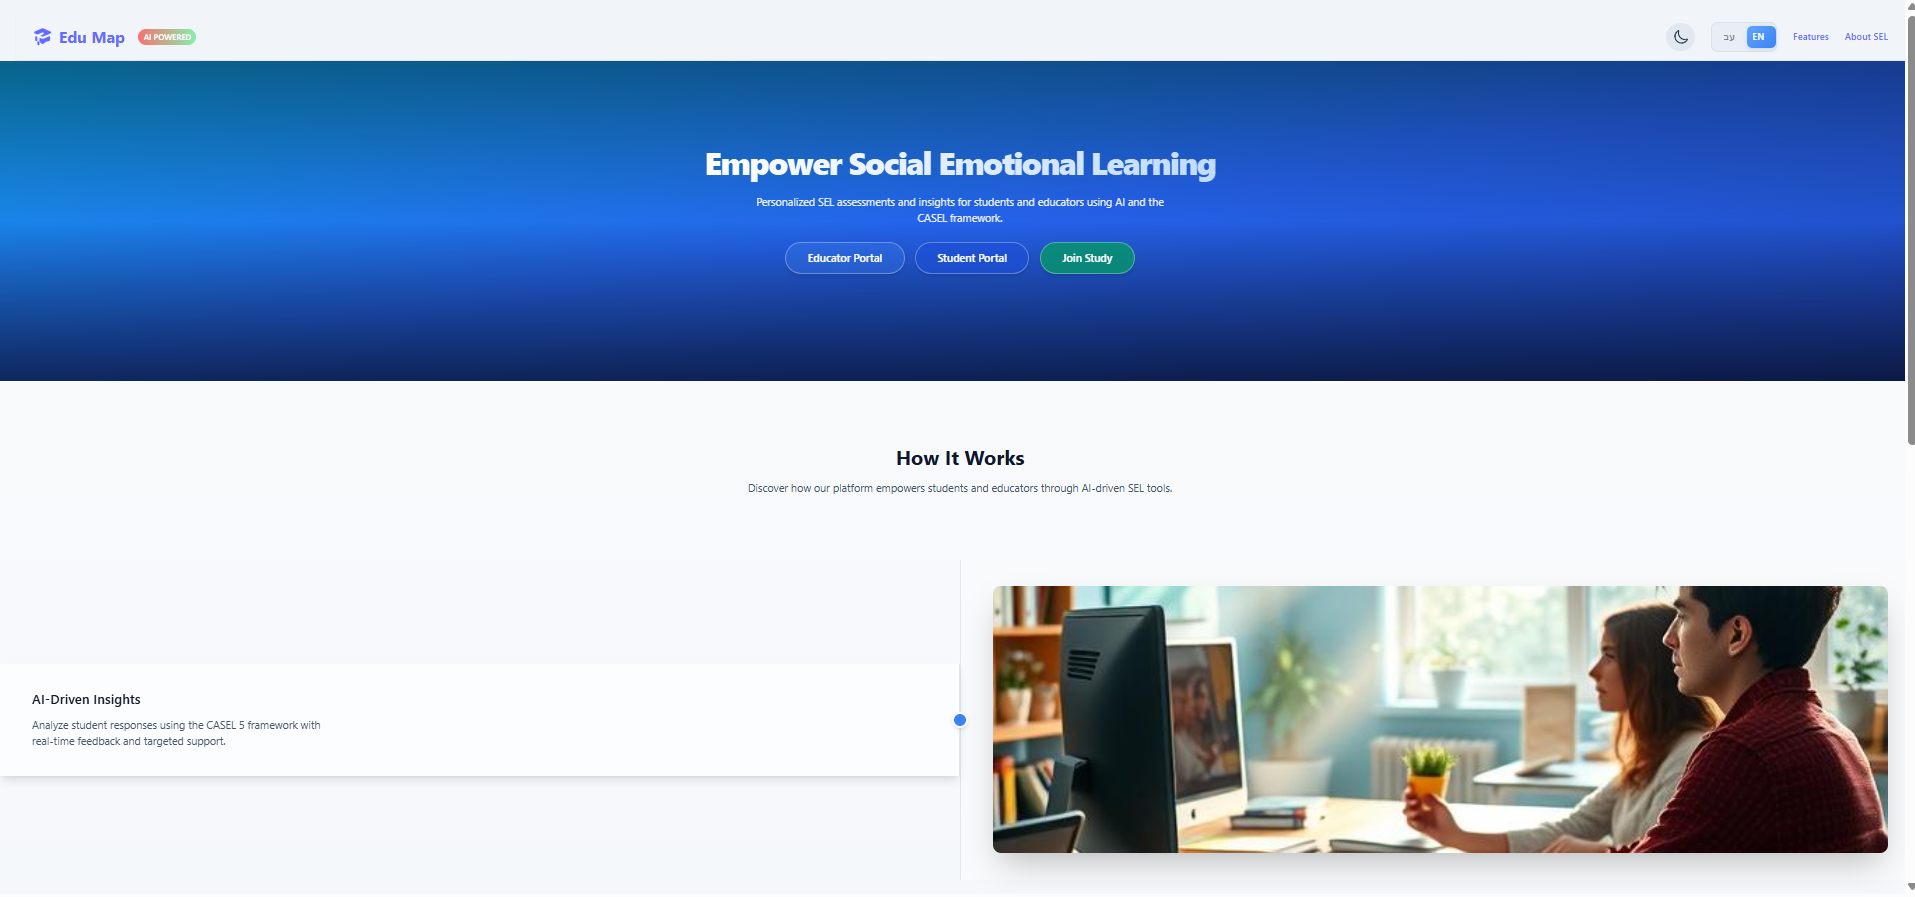 Edu Map
AI POWERED
עב
EN
Features
About SEL
Empower Social Emotional Learning
Personalized SEL assessments and insights for students and educators using AI and the
CASEL framework.
Educator Portal
Student Portal
Join Study
How It Works
Discover how our platform empowers students and educators through AI-driven SEL tools.
AI-Driven Insights
Analyze student responses using the CASEL 5 framework with
real-time feedback and targeted support.